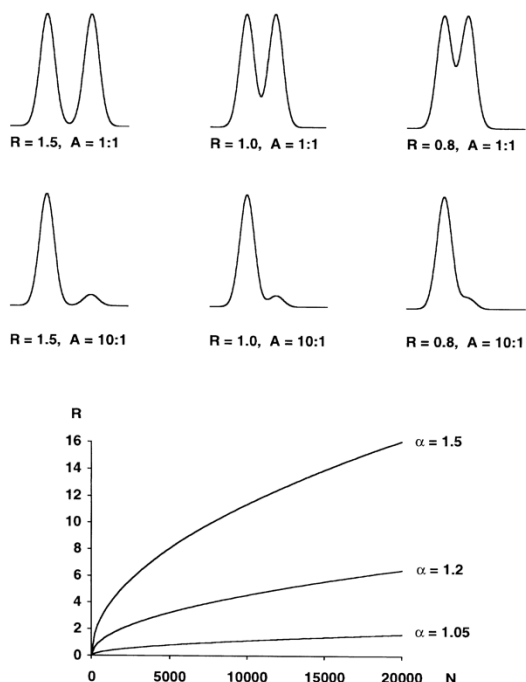 R = 1.5, A = 1:1
R = 1.0, A = 1:1
R = 0.8, A = 1:1
R = 1.5, A = 10:1
R = 1.0, A = 10:1
R = 0.8, A = 10:1
R
16
14
12
10
8
6
4
2
0
α = 1.5
α = 1.2
α = 1.05
0 5000 10000 15000 20000 N